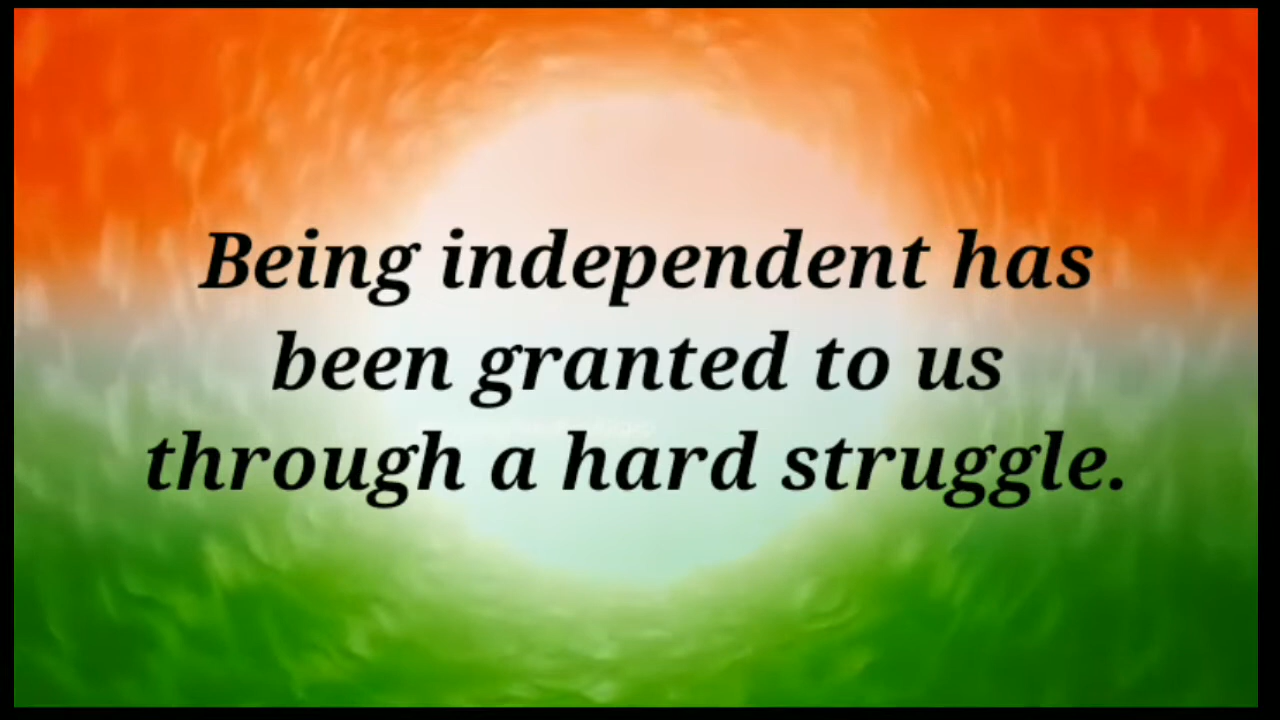 Being independent has
been granted to us
through a hard struggle.